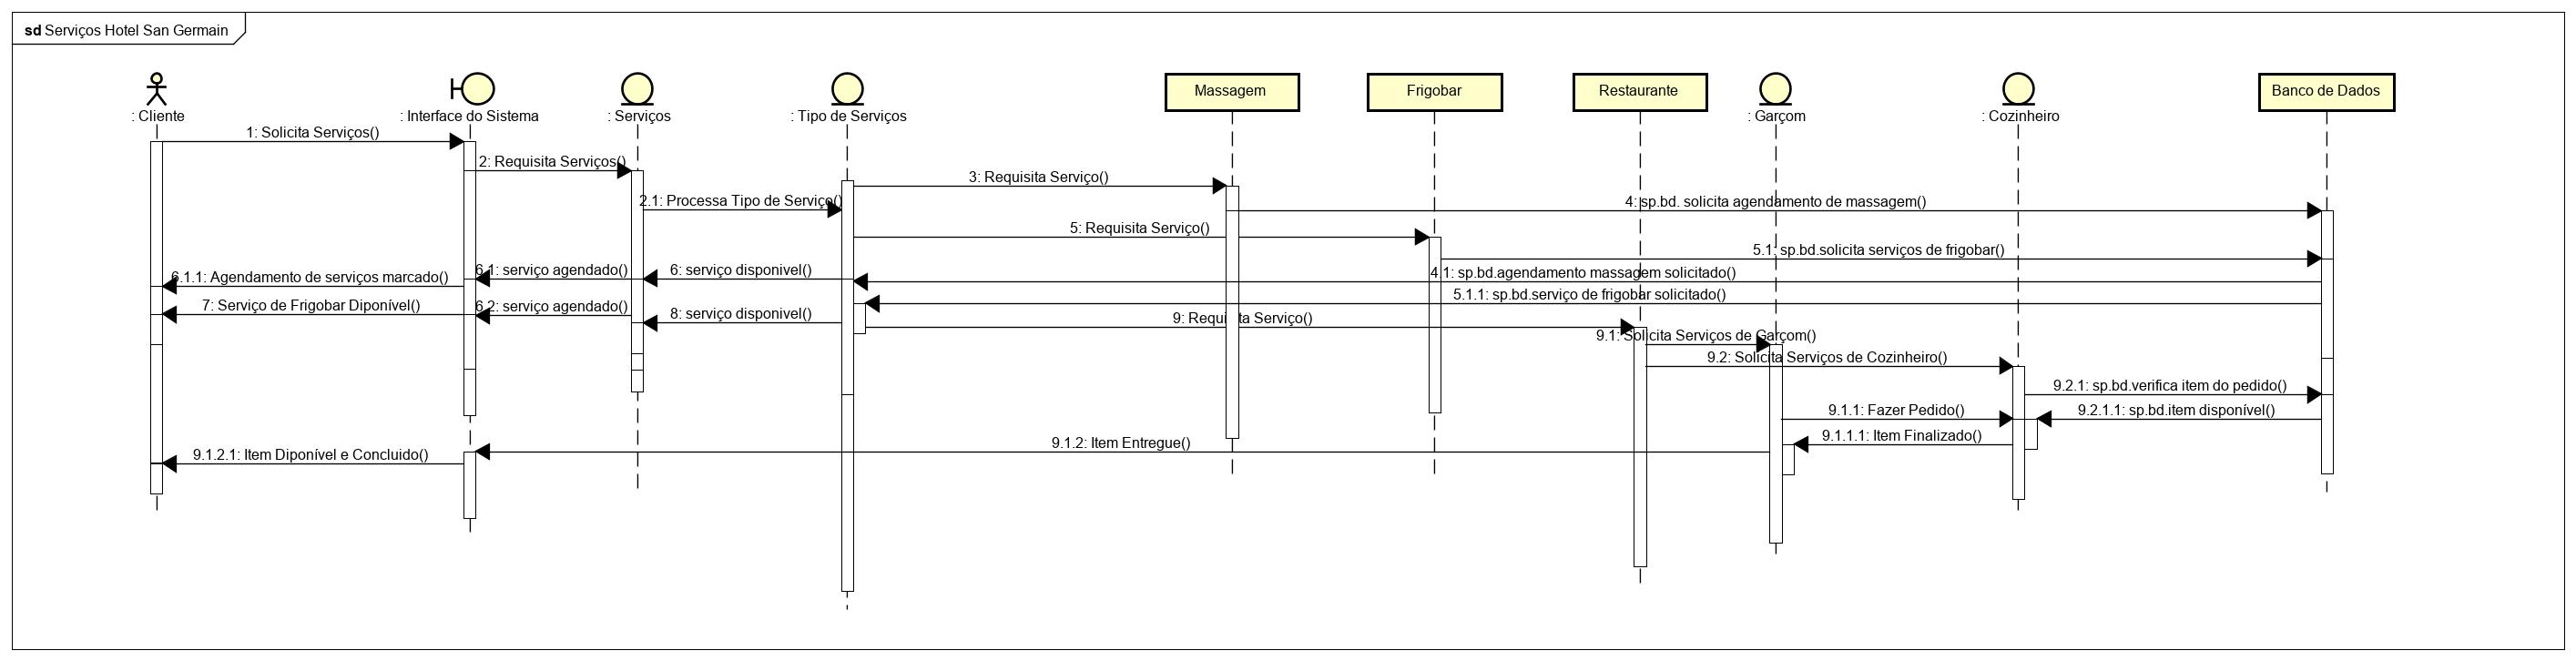 sd Serviços Hotel San Germain
: Cliente
: Interface do Sistema
: Serviços
: Tipo de Serviços
Massagem
Frigobar
Restaurante
: Garçom
: Cozinheiro
Banco de Dados
1: Solicita Serviços()
2: Requisita Serviços()
3: Requisita Serviço()
2.1: Processa Tipo de Serviço()
4: sp.bd. solicita agendamento de massagem()
5: Requisita Serviço()
5.1: sp.bd.solicita serviços de frigobar()
6.1.1: Agendamento de serviços marcado()
6.1: serviço agendado()
6: serviço disponivel()
4.1: sp.bd.agendamento massagem solicitado()
5.1.1: sp.bd.serviço de frigobar solicitado()
7: Serviço de Frigobar Diponível()
6.2: serviço agendado()
8: serviço disponivel()
9: Requisita Serviço()
9.1: Solicita Serviços de Garçom()
9.2: Solicita Serviços de Cozinheiro()
9.2.1: sp.bd.verifica item do pedido()
9.1.1: Fazer Pedido()
9.2.1.1: sp.bd.item disponível()
9.1.1.1: Item Finalizado()
9.1.2: Item Entregue()
9.1.2.1: Item Diponível e Concluido()